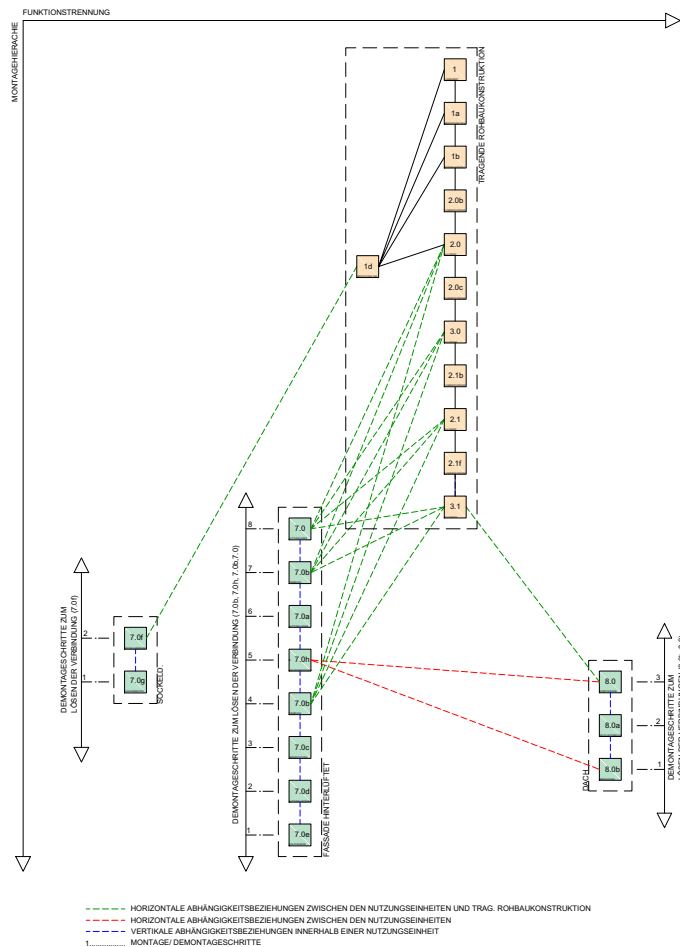 FUNKTIONSTRENNUNG
MONTAGEHIERACHIE
TRAGENDE ROHBAUKONSTRUKTION
1
1a
1b
2.0b
2.0
1d
2.0c
3.0
2.1b
2.1
2.1f
3.1
DEMONTAGESCHRITTE ZUM
LÖSEN DER VERBINDUNG (7.0f)
2
1
7.0f
7.0g
SOCKELD.
DEMONTAGESCHRITTE ZUM LÖSEN DER VERBINDUNG (7.0b, 7.0h, 7.0b,7.0)
8
7
6
5
4
3
2
1
7.0
7.0b
7.0a
7.0h
7.0b
7.0c
7.0d
7.0e
FASSADE HINTERLÜFTET
8.0
8.0a
8.0b
DACH
3
2
1
DEMONTAGESCHRITTE ZUM
HORIZONTALE ABHÄNGIGKEITSBEZIEHUNGEN ZWISCHEN DEN NUTZUNGSEINHEITEN UND TRAG. ROHBAUKONSTRUKTION
HORIZONTALE ABHÄNGIGKEITSBEZIEHUNGEN ZWISCHEN DEN NUTZUNGSEINHEITEN
VERTIKALE ABHÄNGIGKEITSBEZIEHUNGEN INNERHALB EINER NUTZUNGSEINHEIT
1............... MONTAGE/ DEMONTAGESCHRITTE